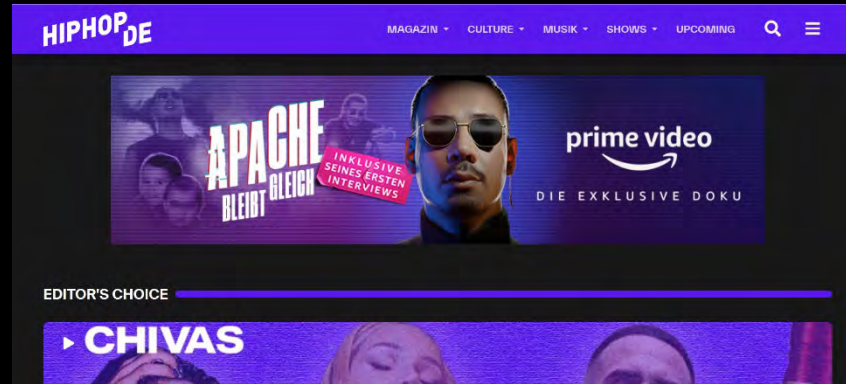 HIPHOP.DE
MAGAZIN
CULTURE
MUSIK
SHOWS
UPCOMING
APACHE
BLEIBT GLEICH
INKLUSIVE
SEINES ERSTEN
INTERVIEWS
prime video
DIE EXKLUSIVE DOKU
EDITOR'S CHOICE
CHIVAS